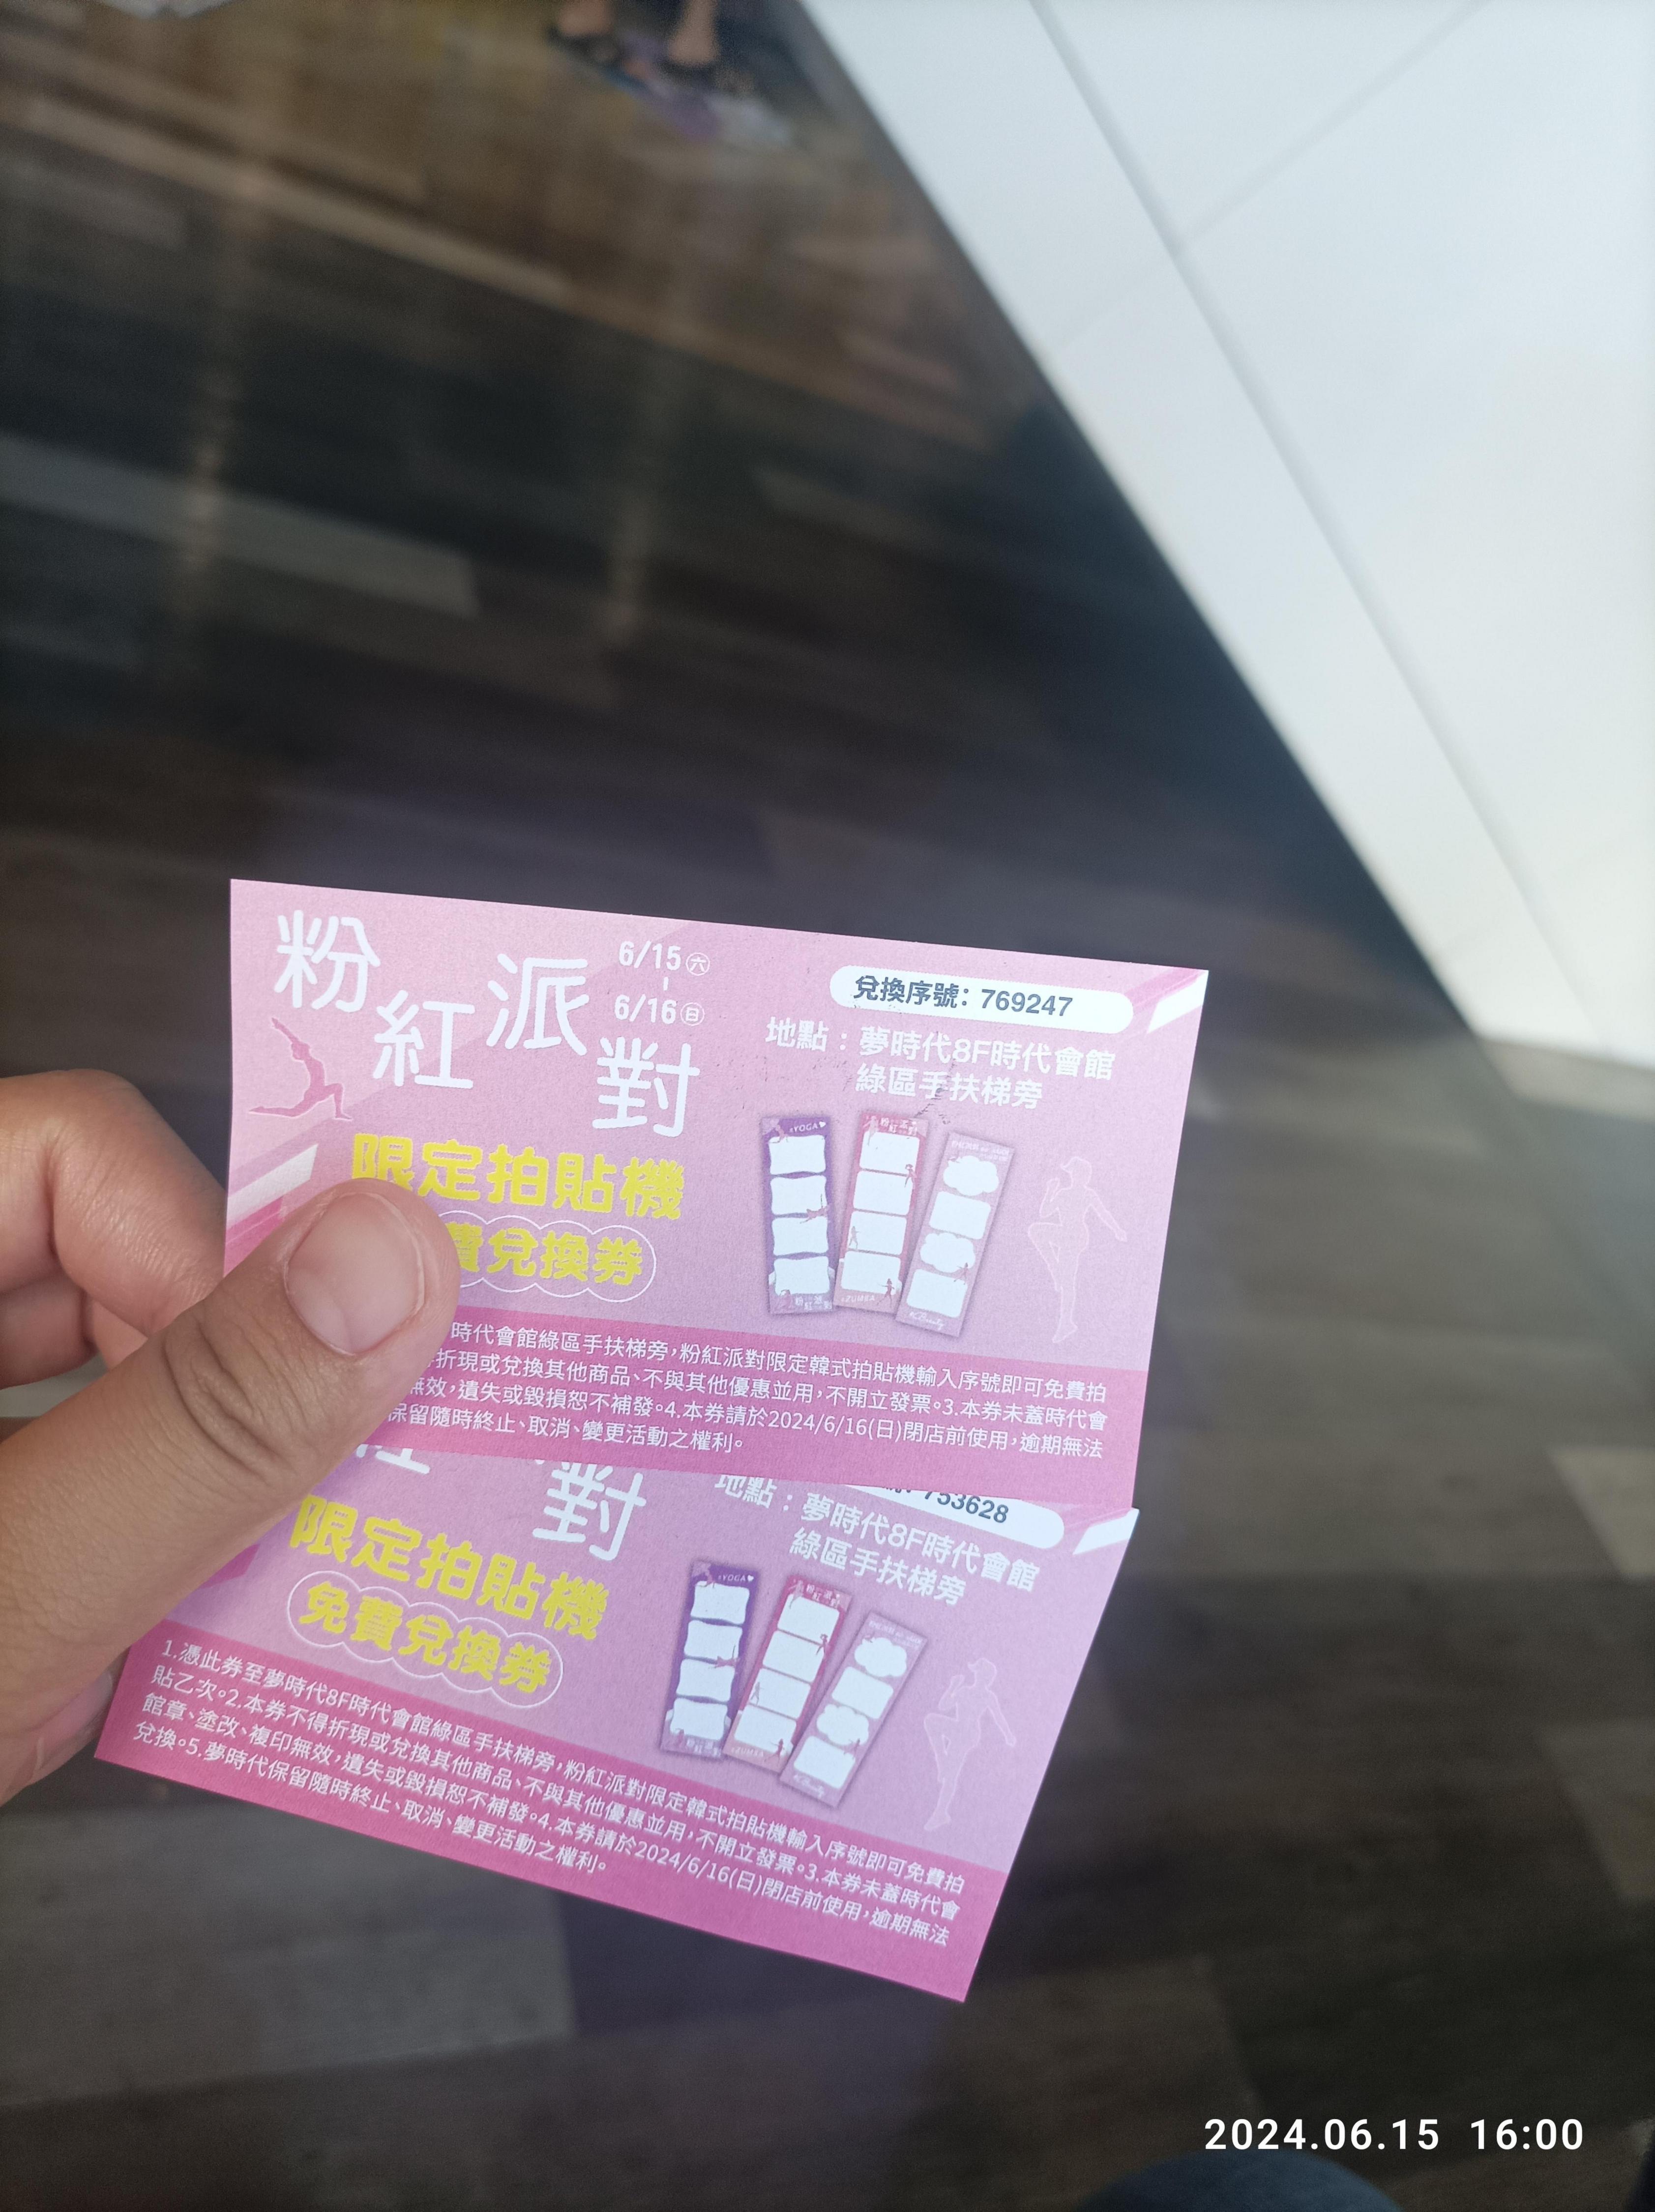 粉紅派對
6/15㊅
6/16㊐
兌換序號：769247
地點：夢時代8F時代會館
綠區手扶梯旁
YOGA
ZUMBA
限定拍貼機
費兌換券
時代會館綠區手扶梯旁，粉紅派對限定韓式拍貼機輸入序號即可免費拍
折現或兌換其他商品、不與其他優惠並用，不開立發票。3.本券未蓋時代會
無效，遺失或毀損恕不補發。4.本券請於2024/6/16(日)閉店前使用，逾期無法
保留隨時終止、取消、變更活動之權利。
紅 對
753628
地點：夢時代8F時代會館
綠區手扶梯旁
YOGA
ZUMBA
限定拍貼機
免費兌換券
1.憑此券至夢時代8F時代會館綠區手扶梯旁，粉紅派對限定韓式拍貼機輸入序號即可免費拍
貼乙次。2.本券不得折現或兌換其他商品、不與其他優惠並用，不開立發票。3.本券未蓋時代會
館章、塗改、複印無效，遺失或毀損恕不補發。4.本券請於2024/6/16(日)閉店前使用，逾期無法
兌換。5.夢時代保留隨時終止、取消、變更活動之權利。
2024.06.15 16:00